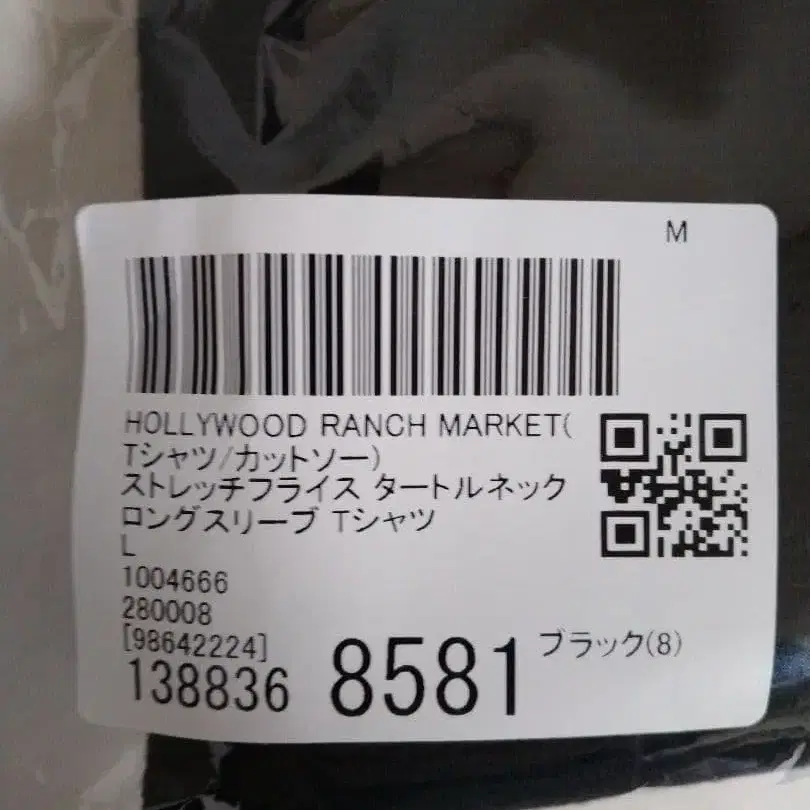 M
HOLLYWOOD RANCH MARKET(
Tシャツ/カットソー)
ストレッチフライス タートルネック
ロングスリーブ Tシャツ
L
1004666
280008
[98642224]
138836 8581 ブラック(8)